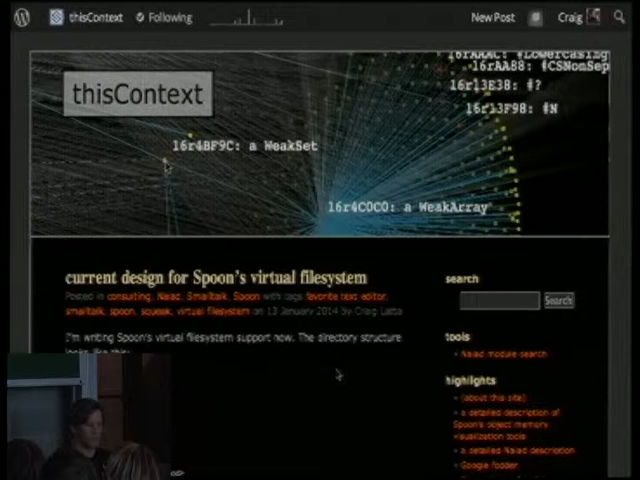 thisContext
Following
New Post
Craig
thisContext
16rAAAC: #Lowercasing
16rAA88: #CSNonSep
16r13E38: #?
16r13F98: #N
16r4BF9C: a WeakSet
16r4C0C0: a WeakArray
current design for Spoon's virtual filesystem
Posted in consulting, Naiad, Smalltalk, Spoon with tags favorite text editor,
smalltalk, spoon, squeak, virtual filesystem on 13 January 2014 by Craig Latta
I'm writing Spoon's virtual filesystem support now. The directory structure
looks like this:
search
Search
tools
Naiad module search
highlights
(about this site)
a detailed description of
Spoon's object memory
visualization tools
a detailed Naiad description
Google fodder